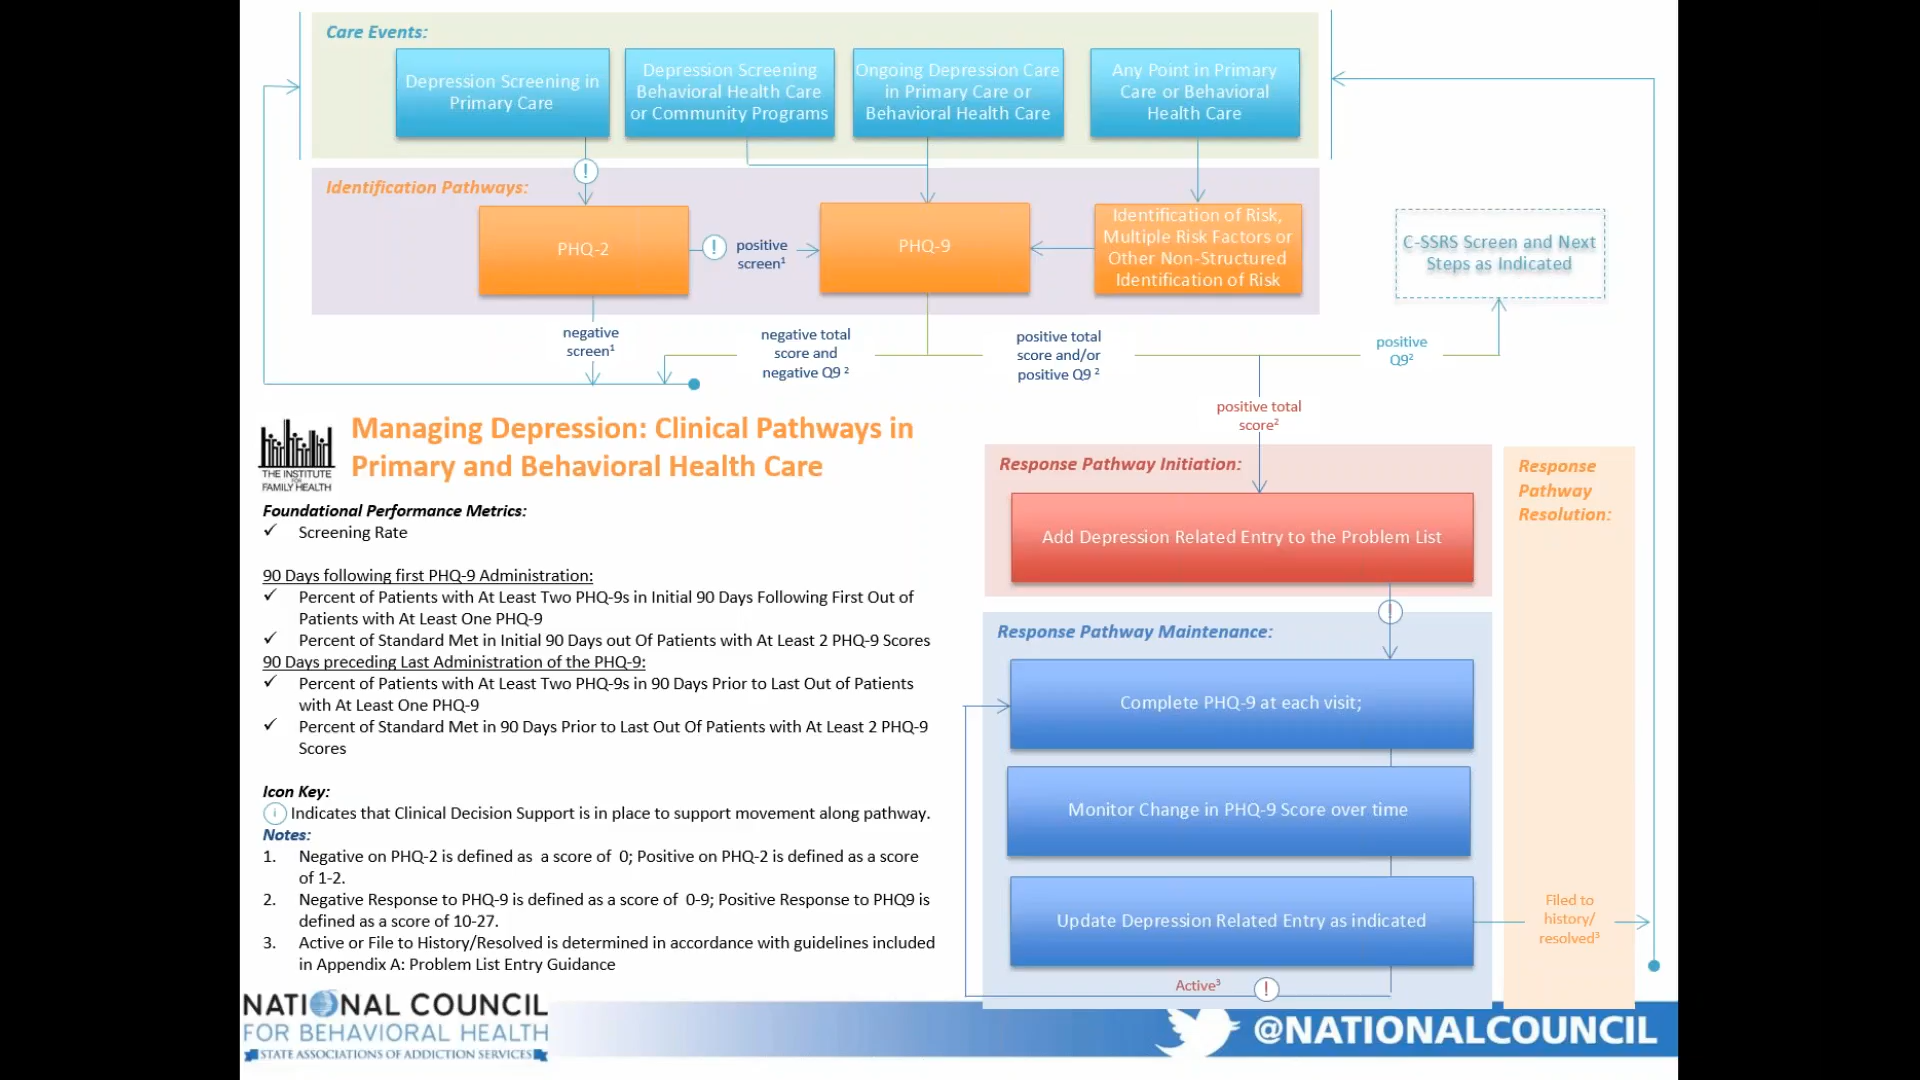 Care Events:
Depression Screening in
Primary Care
Depression Screening
Behavioral Health Care
or Community Programs
Ongoing Depression Care
in Primary Care or
Behavioral Health Care
Any Point in Primary
Care or Behavioral
Health Care
!
Identification Pathways:
PHQ-2
!
positive
screen¹
PHQ-9
Identification of Risk,
Multiple Risk Factors or
Other Non-Structured
Identification of Risk
C-SSRS Screen and Next
Steps as Indicated
negative
screen¹
negative total
score and
negative Q9 ²
positive total
score and/or
positive Q9 ²
positive
Q9²
positive total
score²
THE INSTITUTE
FOR
FAMILY HEALTH
Managing Depression: Clinical Pathways in
Primary and Behavioral Health Care
Foundational Performance Metrics:
✓ Screening Rate
90 Days following first PHQ-9 Administration:
✓ Percent of Patients with At Least Two PHQ-9s in Initial 90 Days Following First Out of
Patients with At Least One PHQ-9
✓ Percent of Standard Met in Initial 90 Days out Of Patients with At Least 2 PHQ-9 Scores
90 Days preceding Last Administration of the PHQ-9:
✓ Percent of Patients with At Least Two PHQ-9s in 90 Days Prior to Last Out of Patients
with At Least One PHQ-9
✓ Percent of Standard Met in 90 Days Prior to Last Out Of Patients with At Least 2 PHQ-9
Scores
Icon Key:
! Indicates that Clinical Decision Support is in place to support movement along pathway.
Notes:
1. Negative on PHQ-2 is defined as a score of 0; Positive on PHQ-2 is defined as a score
of 1-2.
2. Negative Response to PHQ-9 is defined as a score of 0-9; Positive Response to PHQ9 is
defined as a score of 10-27.
3. Active or File to History/Resolved is determined in accordance with guidelines included
in Appendix A: Problem List Entry Guidance
Response Pathway Initiation:
Add Depression Related Entry to the Problem List
!
Response Pathway Maintenance:
Complete PHQ-9 at each visit;
Monitor Change in PHQ-9 Score over time
Update Depression Related Entry as indicated
Active³
!
Response
Pathway
Resolution:
Filed to
history/
resolved³
NATIONAL COUNCIL
FOR BEHAVIORAL HEALTH
STATE ASSOCIATIONS OF ADDICTION SERVICES
@NATIONALCOUNCIL